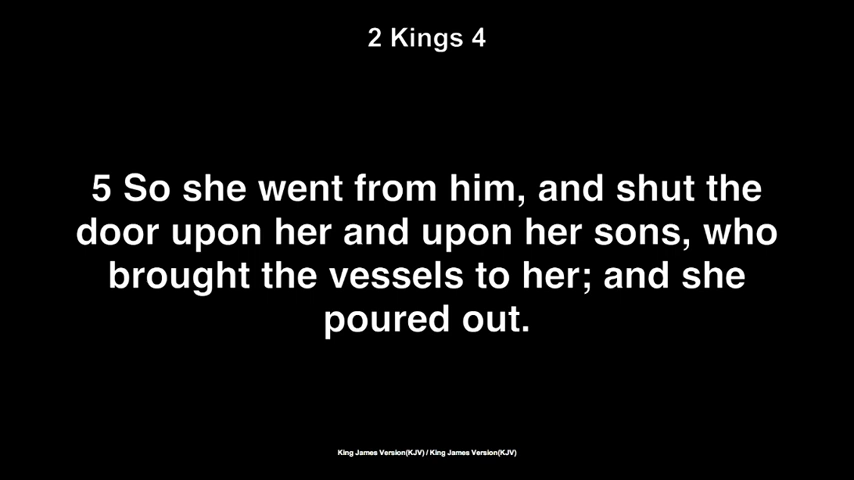 2 Kings 4
5 So she went from him, and shut the
door upon her and upon her sons, who
brought the vessels to her; and she
poured out.
King James Version(KJV) / King James Version(KJV)